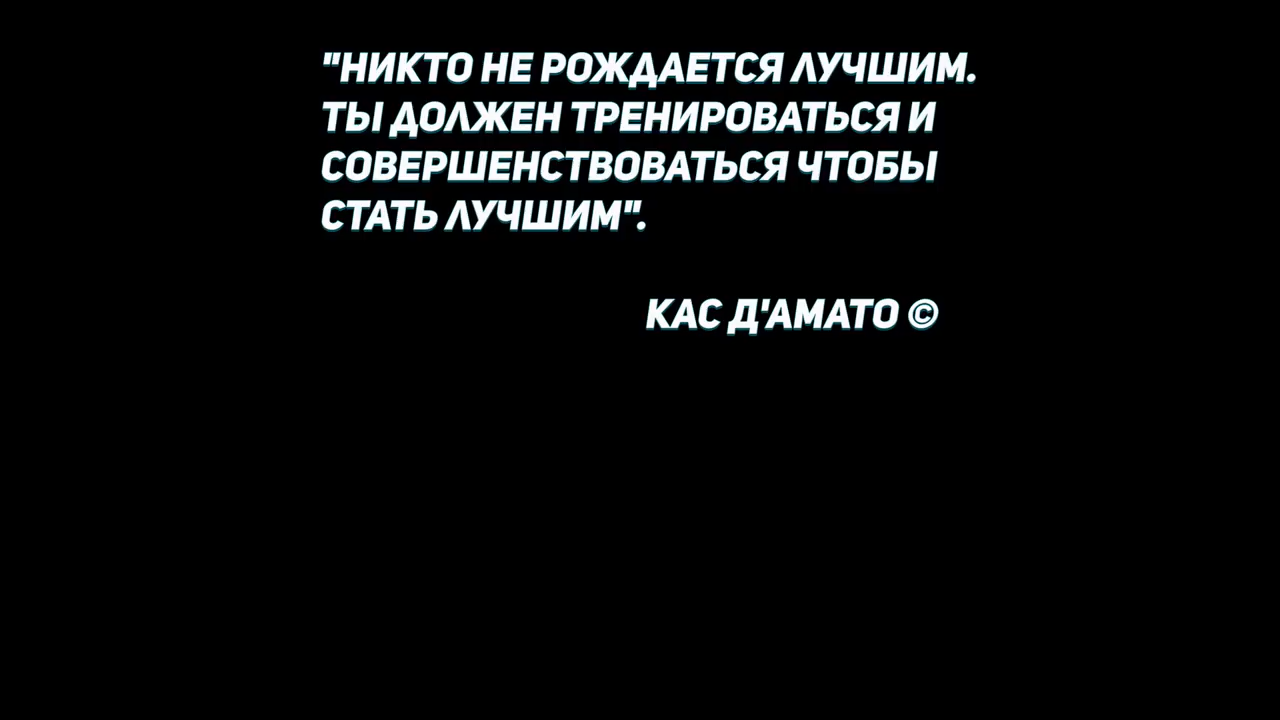 "НИКТО НЕ РОЖДАЕТСЯ ЛУЧШИМ.
ТЫ ДОЛЖЕН ТРЕНИРОВАТЬСЯ И
СОВЕРШЕНСТВОВАТЬСЯ ЧТОБЫ
СТАТЬ ЛУЧШИМ".
КАС Д'АМАТО ©